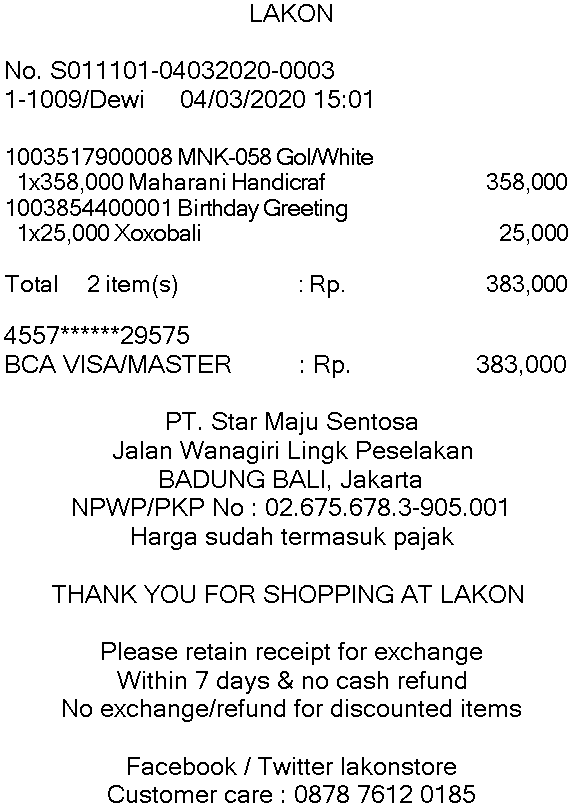 LAKON
No. S011101-04032020-0003
1-1009/Dewi 04/03/2020 15:01
1003517900008 MNK-058 Gol/White
1x358,000 Maharani Handicraf 358,000
1003854400001 Birthday Greeting
1x25,000 Xoxobali 25,000
Total 2 item(s) : Rp. 383,000
4557******29575
BCA VISA/MASTER : Rp. 383,000
PT. Star Maju Sentosa
Jalan Wanagiri Lingk Peselakan
BADUNG BALI, Jakarta
NPWP/PKP No : 02.675.678.3-905.001
Harga sudah termasuk pajak
THANK YOU FOR SHOPPING AT LAKON
Please retain receipt for exchange
Within 7 days & no cash refund
No exchange/refund for discounted items
Facebook / Twitter lakonstore
Customer care : 0878 7612 0185